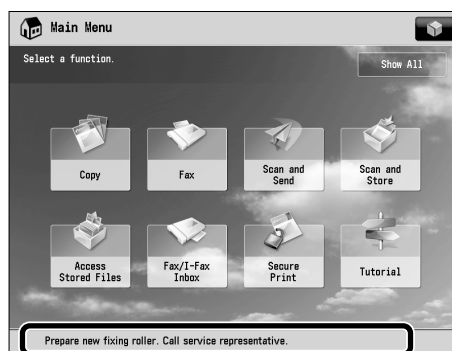 Main Menu
Select a function.
Show All
Copy
Fax
Scan and
Send
Scan and
Store
Access
Stored Files
Fax/I-Fax
Inbox
Secure
Print
Tutorial
Prepare new fixing roller. Call service representative.